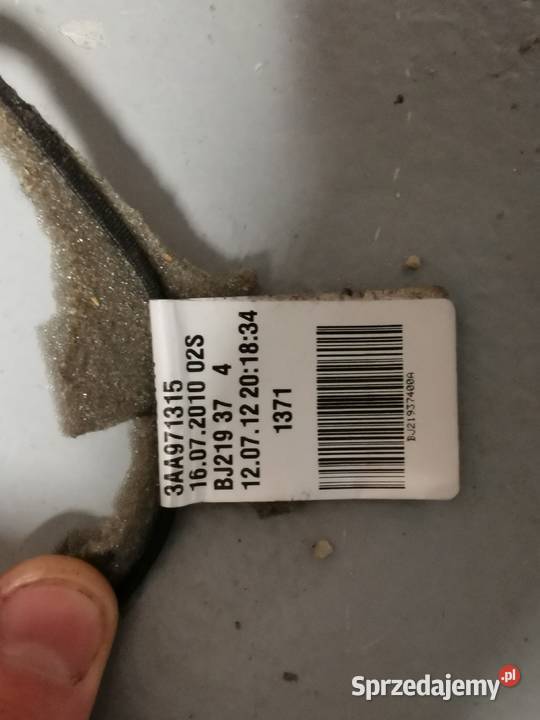 3AA971315
16.07.2010 02S
BJ219 37 4
12.07.12 20:18:34
1371
BJ21937400A
Sprzedajemy.pl